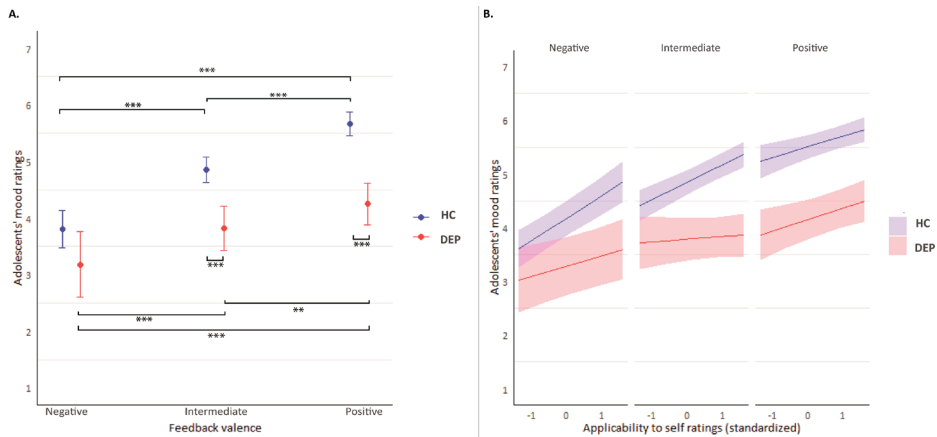 A.
7
6
5
4
3
2
1
Adolescents' mood ratings
***
***
***
***
***
***
**
***
Negative
Intermediate
Positive
Feedback valence
HC
DEP
B.
Negative
Intermediate
Positive
7
6
5
4
3
2
1
Adolescents' mood ratings
-1
0
1
-1
0
1
-1
0
1
Applicability to self ratings (standardized)
HC
DEP